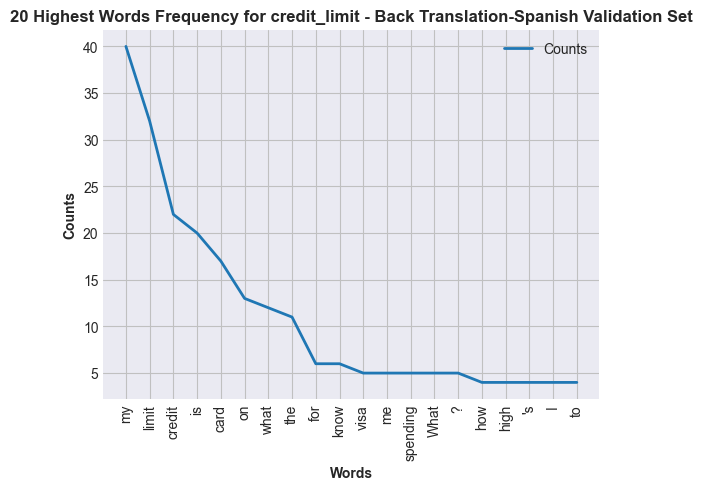 20 Highest Words Frequency for credit_limit - Back Translation-Spanish Validation Set
Counts
40
35
30
25
20
15
10
5
Counts
my
limit
credit
is
card
on
what
the
for
know
visa
me
spending
What
?
how
high
's
I
to
Words